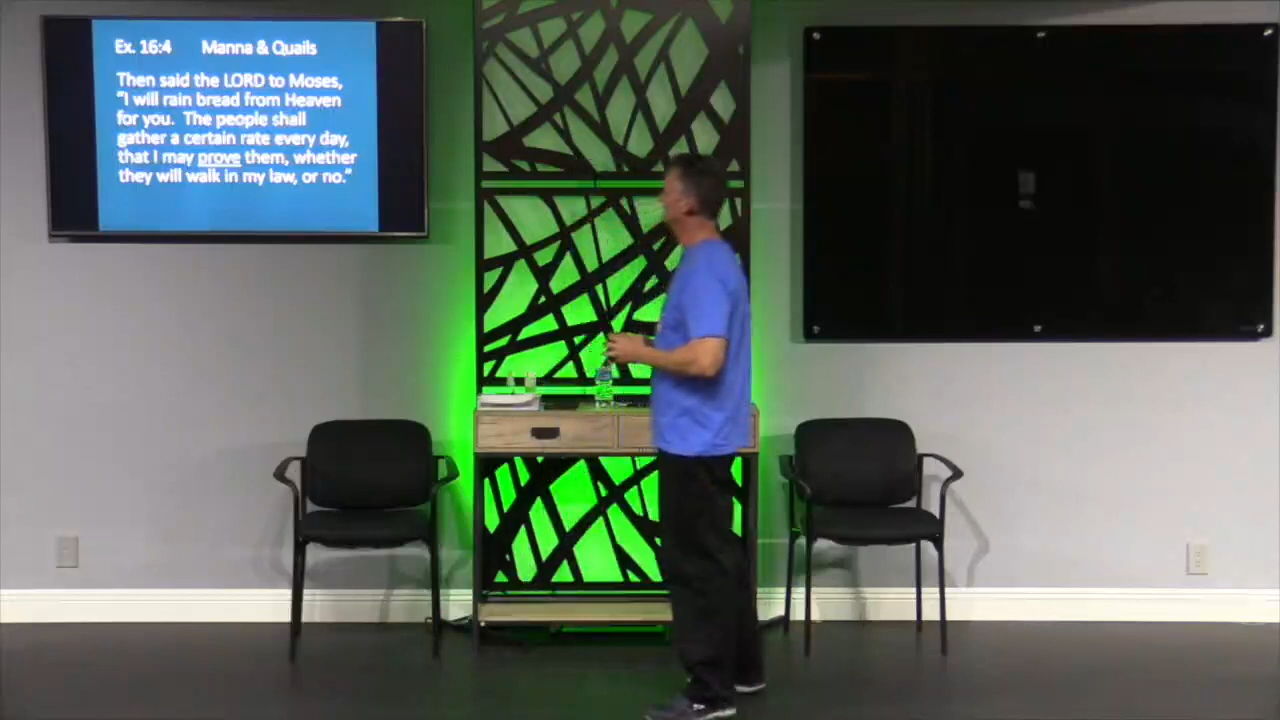 Ex. 16:4 Manna & Quails
Then said the LORD to Moses,
“I will rain bread from Heaven
for you. The people shall
gather a certain rate every day,
that I may prove them, whether
they will walk in my law, or no.”